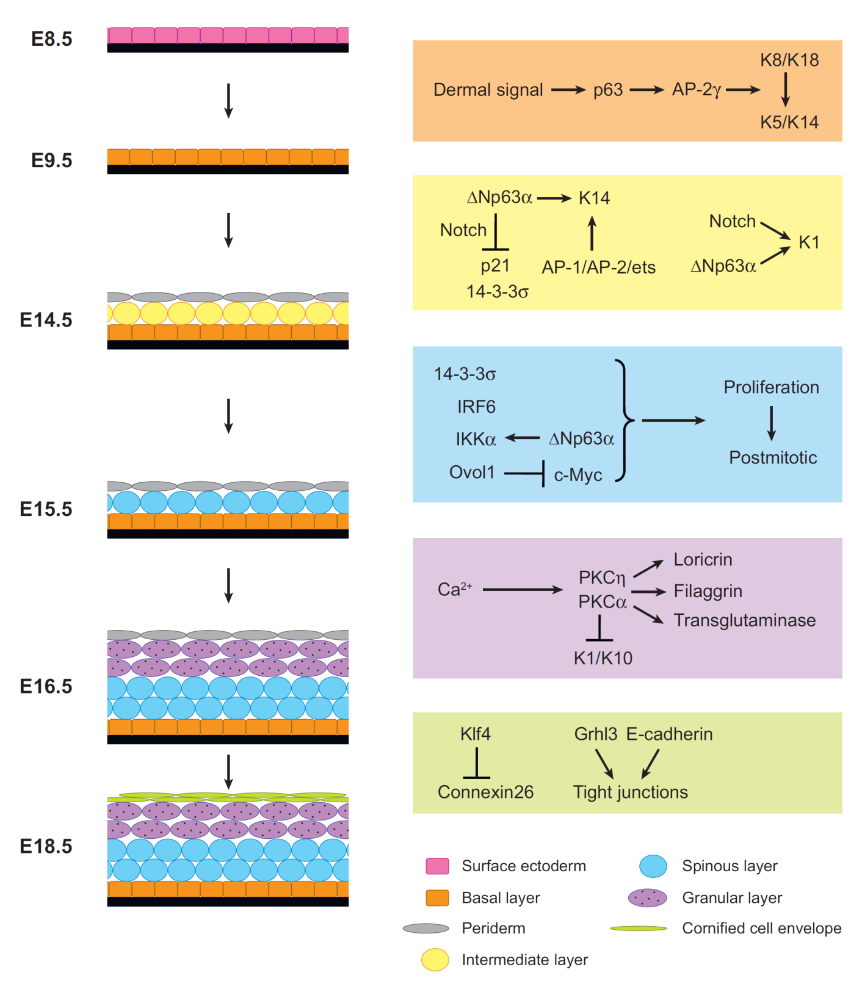 E8.5
E9.5
E14.5
E15.5
E16.5
E18.5
K8/K18
Dermal signal p63 AP-2γ
K5/K14
ΔNp63α K14
Notch
Notch
K1
p21 AP-1/AP-2/ets ΔNp63α
14-3-3σ
14-3-3σ
Proliferation
IRF6
IKKα ΔNp63α
Postmitotic
Ovol1 c-Myc
Loricrin
PKCη
Ca²⁺ Filaggrin
PKCα
Transglutaminase
K1/K10
Klf4 Grhl3 E-cadherin
Connexin26 Tight junctions
Surface ectoderm Spinous layer
Basal layer Granular layer
Periderm Cornified cell envelope
Intermediate layer